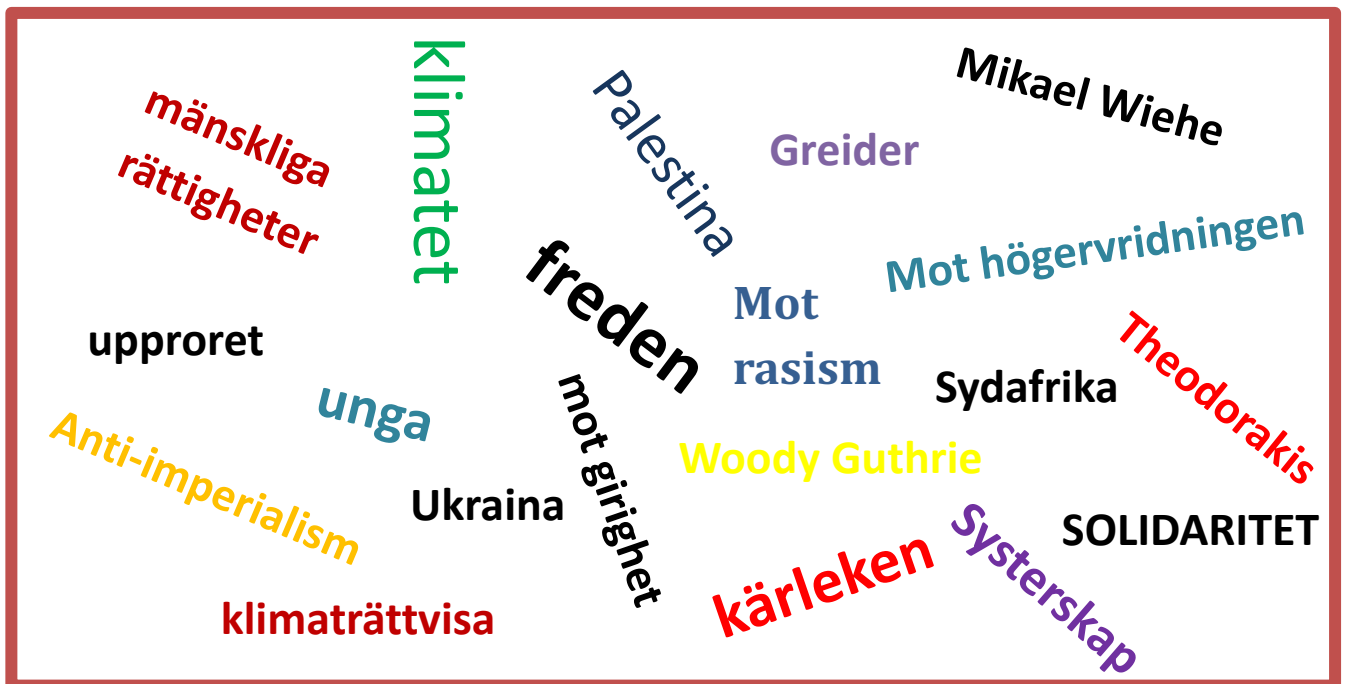 klimatet
Mikael Wiehe
mänskliga
rättigheter
Palestina
Greider
Mot högervridningen
freden
Mot
rasism
upproret
Theodorakis
Sydafrika
unga
mot girighet
Anti-imperialism
Woody Guthrie
Ukraina
SOLIDARITET
Systerskap
kärleken
klimaträttvisa